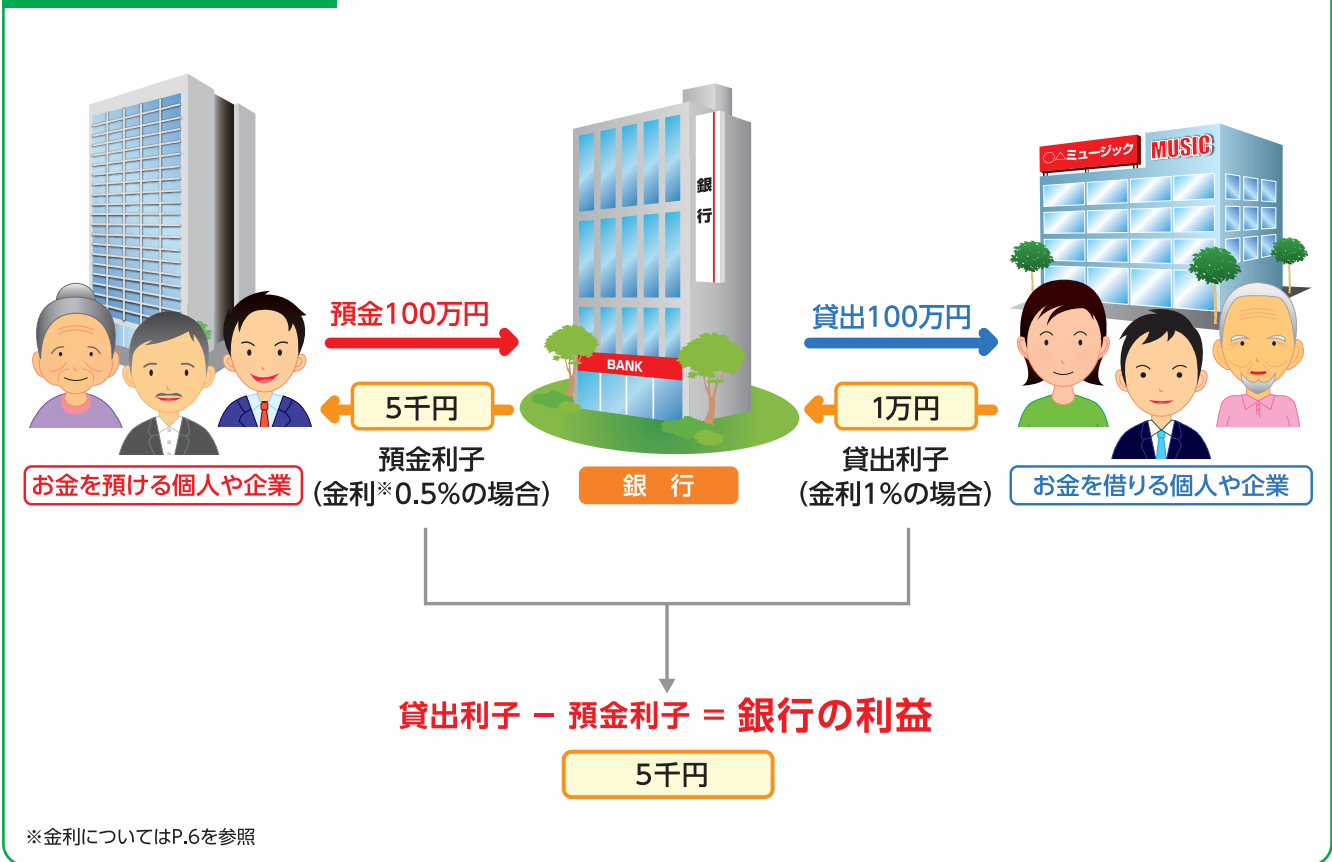 ○△ミュージック
MUSIC
銀行
BANK
預金100万円
貸出100万円
5千円
1万円
預金利子
(金利※0.5%の場合)
貸出利子
(金利1%の場合)
お金を預ける個人や企業
銀 行
お金を借りる個人や企業
貸出利子 − 預金利子 = 銀行の利益
5千円
※金利についてはP.6を参照